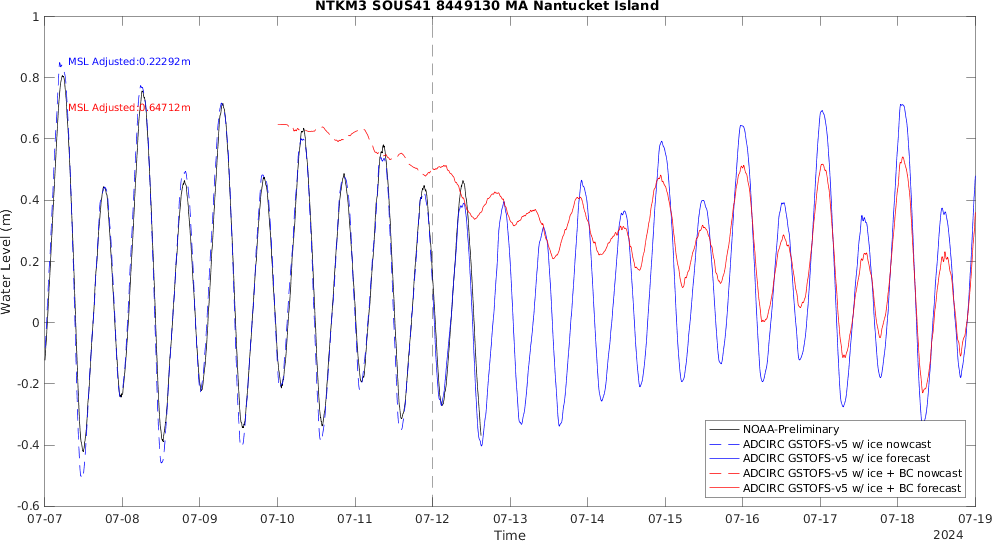 NTKM3 SOUS41 8449130 MA Nantucket Island
1
0.8
0.6
0.4
0.2
0
-0.2
-0.4
-0.6
Water Level (m)
MSL Adjusted:0.22292m
MSL Adjusted:0.64712m
NOAA-Preliminary
ADCIRC GSTOFS-v5 w/ ice nowcast
ADCIRC GSTOFS-v5 w/ ice forecast
ADCIRC GSTOFS-v5 w/ ice + BC nowcast
ADCIRC GSTOFS-v5 w/ ice + BC forecast
07-07 07-08 07-09 07-10 07-11 07-12 07-13 07-14 07-15 07-16 07-17 07-18 07-19
Time
2024